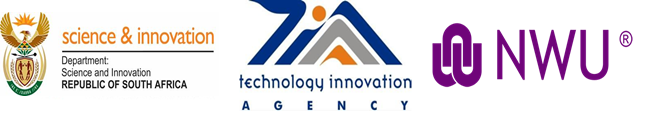 science & innovation
Department:
Science and Innovation
REPUBLIC OF SOUTH AFRICA
technology innovation
AGENCY
NWU ®